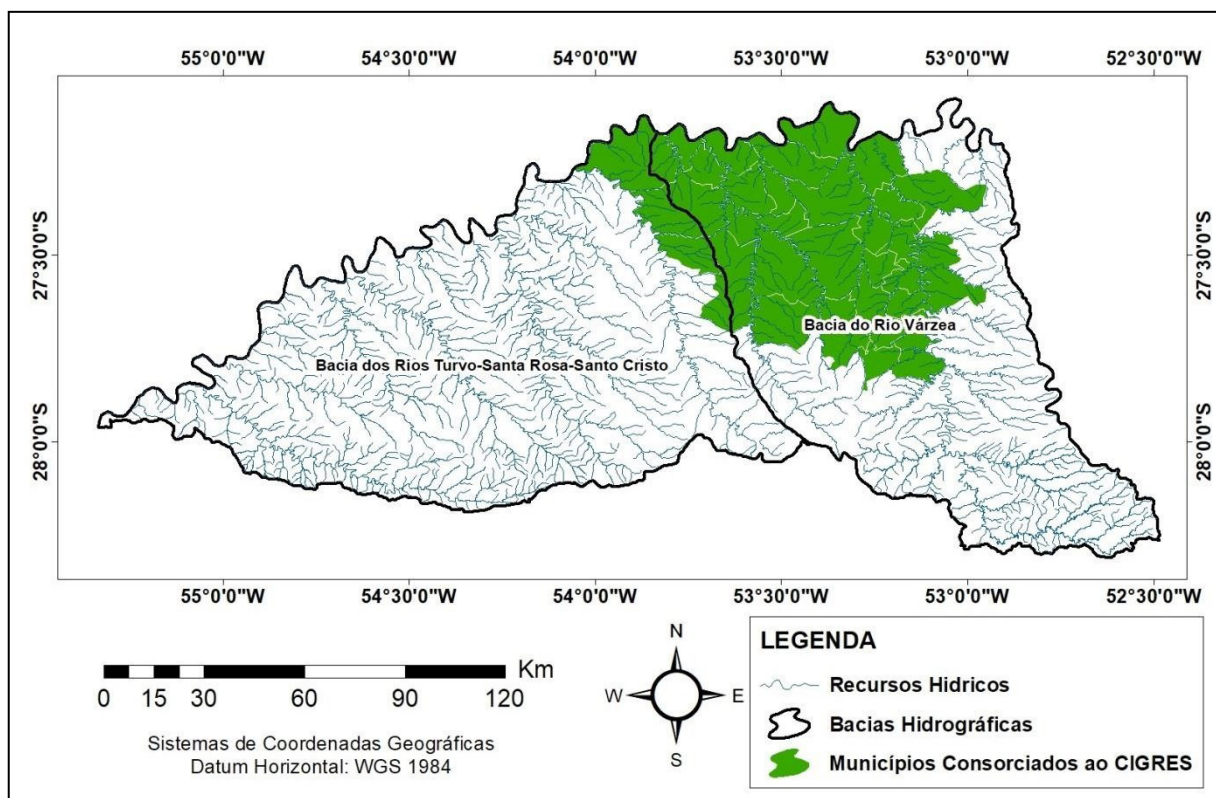 55°0'0"W 54°30'0"W 54°0'0"W 53°30'0"W 53°0'0"W 52°30'0"W
27°30'0"S
27°30'0"S
Bacia do Rio Várzea
Bacia dos Rios Turvo-Santa Rosa-Santo Cristo
28°0'0"S
28°0'0"S
55°0'0"W 54°30'0"W 54°0'0"W 53°30'0"W 53°0'0"W 52°30'0"W
Km
0 15 30 60 90 120
Sistemas de Coordenadas Geográficas
Datum Horizontal: WGS 1984
N
W E
S
LEGENDA
Recursos Hidricos
Bacias Hidrográficas
Municípios Consorciados ao CIGRES